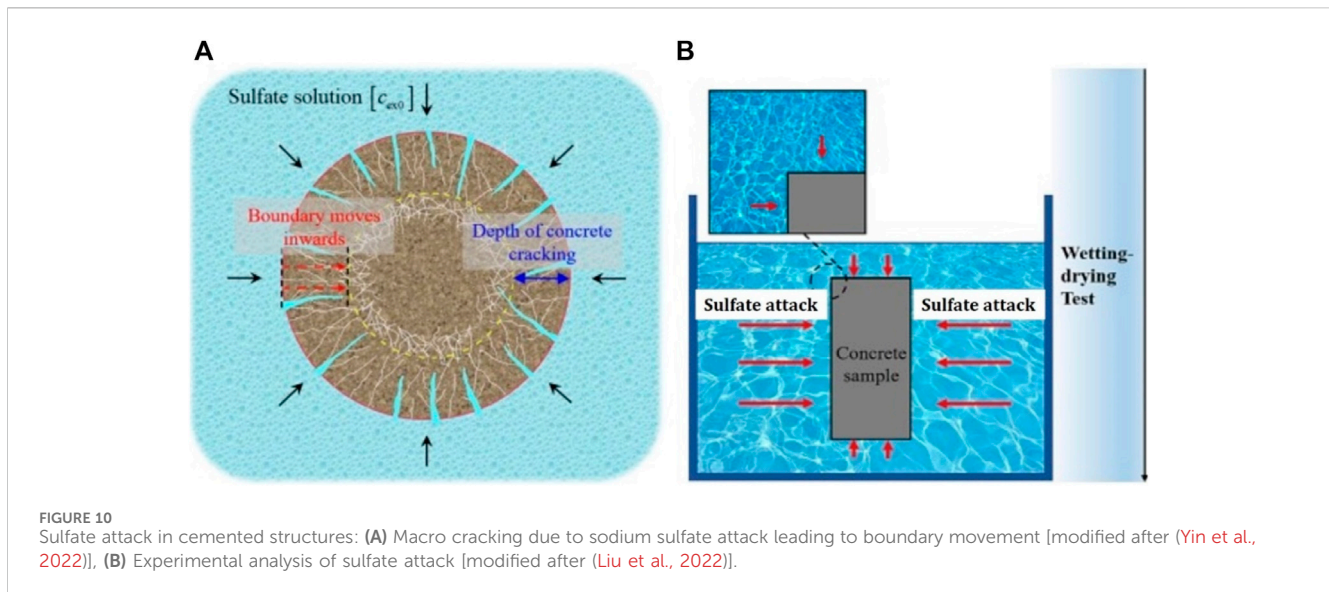 A
Sulfate solution [c_ex0]
Boundary moves
inwards
Depth of concrete
cracking
B
Sulfate attack
Sulfate attack
Concrete
sample
Wetting-
drying
Test
FIGURE 10
Sulfate attack in cemented structures: (A) Macro cracking due to sodium sulfate attack leading to boundary movement [modified after (Yin et al.,
2022)], (B) Experimental analysis of sulfate attack [modified after (Liu et al., 2022)].